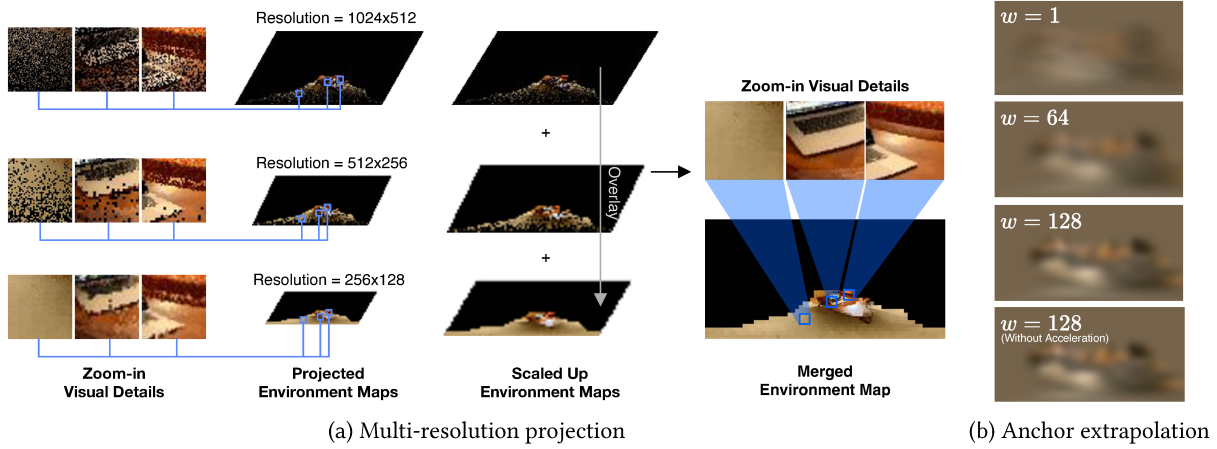 Resolution = 1024x512
Resolution = 512x256
Resolution = 256x128
Zoom-in
Visual Details
Projected
Environment Maps
+
+
Overlay
Scaled Up
Environment Maps
Zoom-in Visual Details
Merged
Environment Map
(a) Multi-resolution projection
w = 1
w = 64
w = 128
w = 128
(Without Acceleration)
(b) Anchor extrapolation